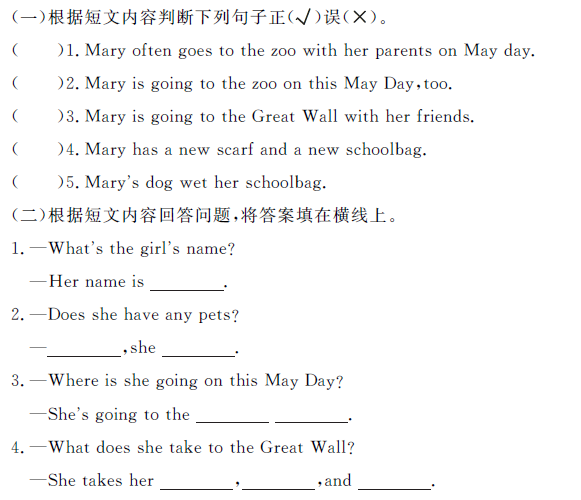 (一)根据短文内容判断下列句子正(√)误(×)。
(　　)1. Mary often goes to the zoo with her parents on May day.
(　　)2. Mary is going to the zoo on this May Day,too.
(　　)3. Mary is going to the Great Wall with her friends.
(　　)4. Mary has a new scarf and a new schoolbag.
(　　)5. Mary's dog wet her schoolbag.
(二)根据短文内容回答问题,将答案填在横线上。
1. —What's the girl's name?
—Her name is ________.
2. —Does she have any pets?
—________,she ________.
3. —Where is she going on this May Day?
—She's going to the ________ ________.
4. —What does she take to the Great Wall?
—She takes her ________,________,and ________.